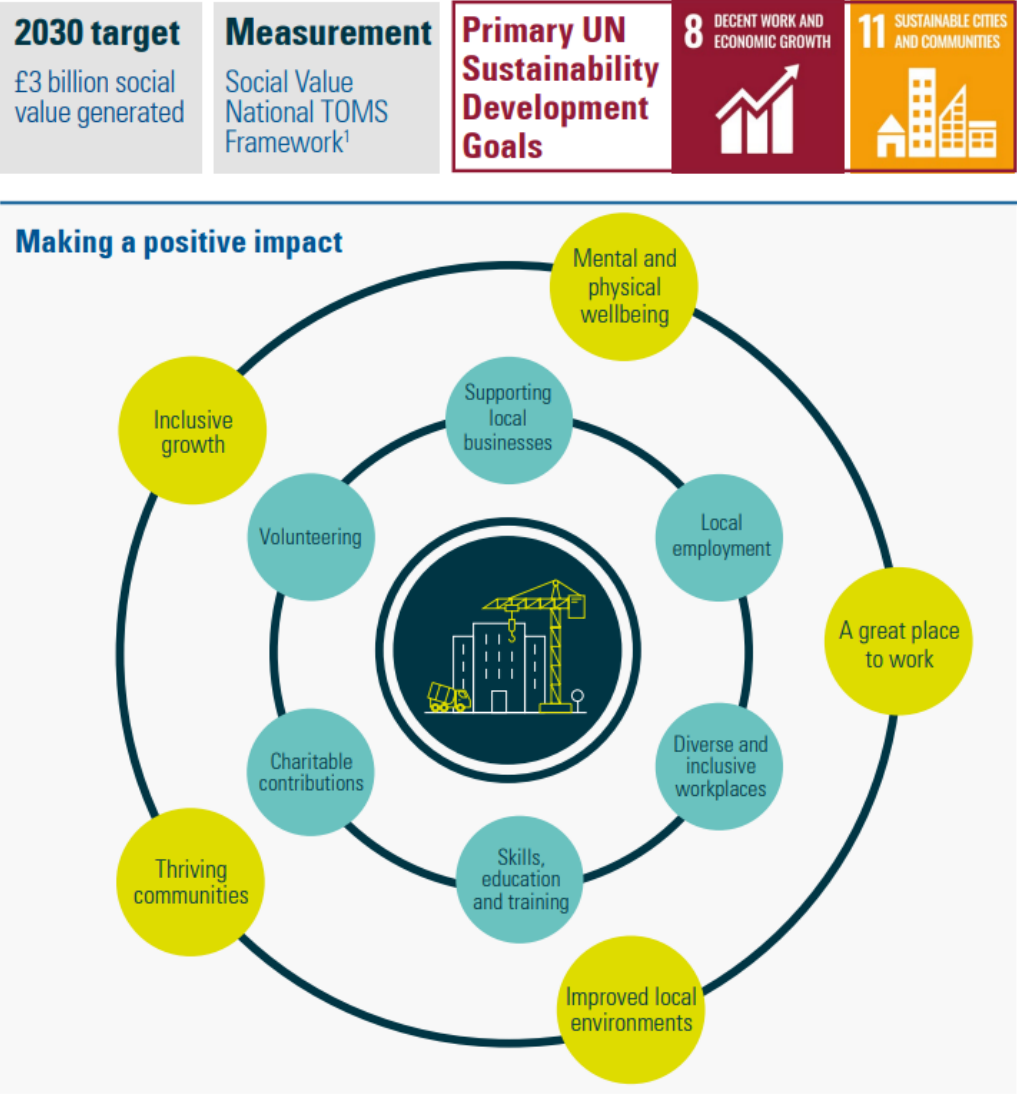 2030 target
£3 billion social
value generated
Measurement
Social Value
National TOMS
Framework¹
Primary UN
Sustainability
Development
Goals
8 DECENT WORK AND
ECONOMIC GROWTH
11 SUSTAINABLE CITIES
AND COMMUNITIES
Making a positive impact
Mental and
physical
wellbeing
Inclusive
growth
Supporting
local
businesses
Volunteering
Local
employment
A great place
to work
Charitable
contributions
Diverse and
inclusive
workplaces
Thriving
communities
Skills,
education
and training
Improved local
environments